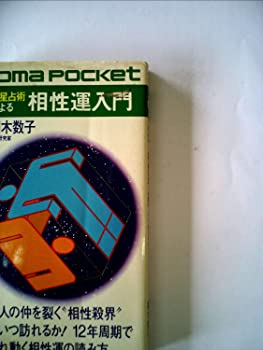 oma pocket
星占術
よる
相性運入門
木数子
人の仲を裂く"相性殺界"
いつ訪れるか! 12年周期で
れ動く相性運の読み方